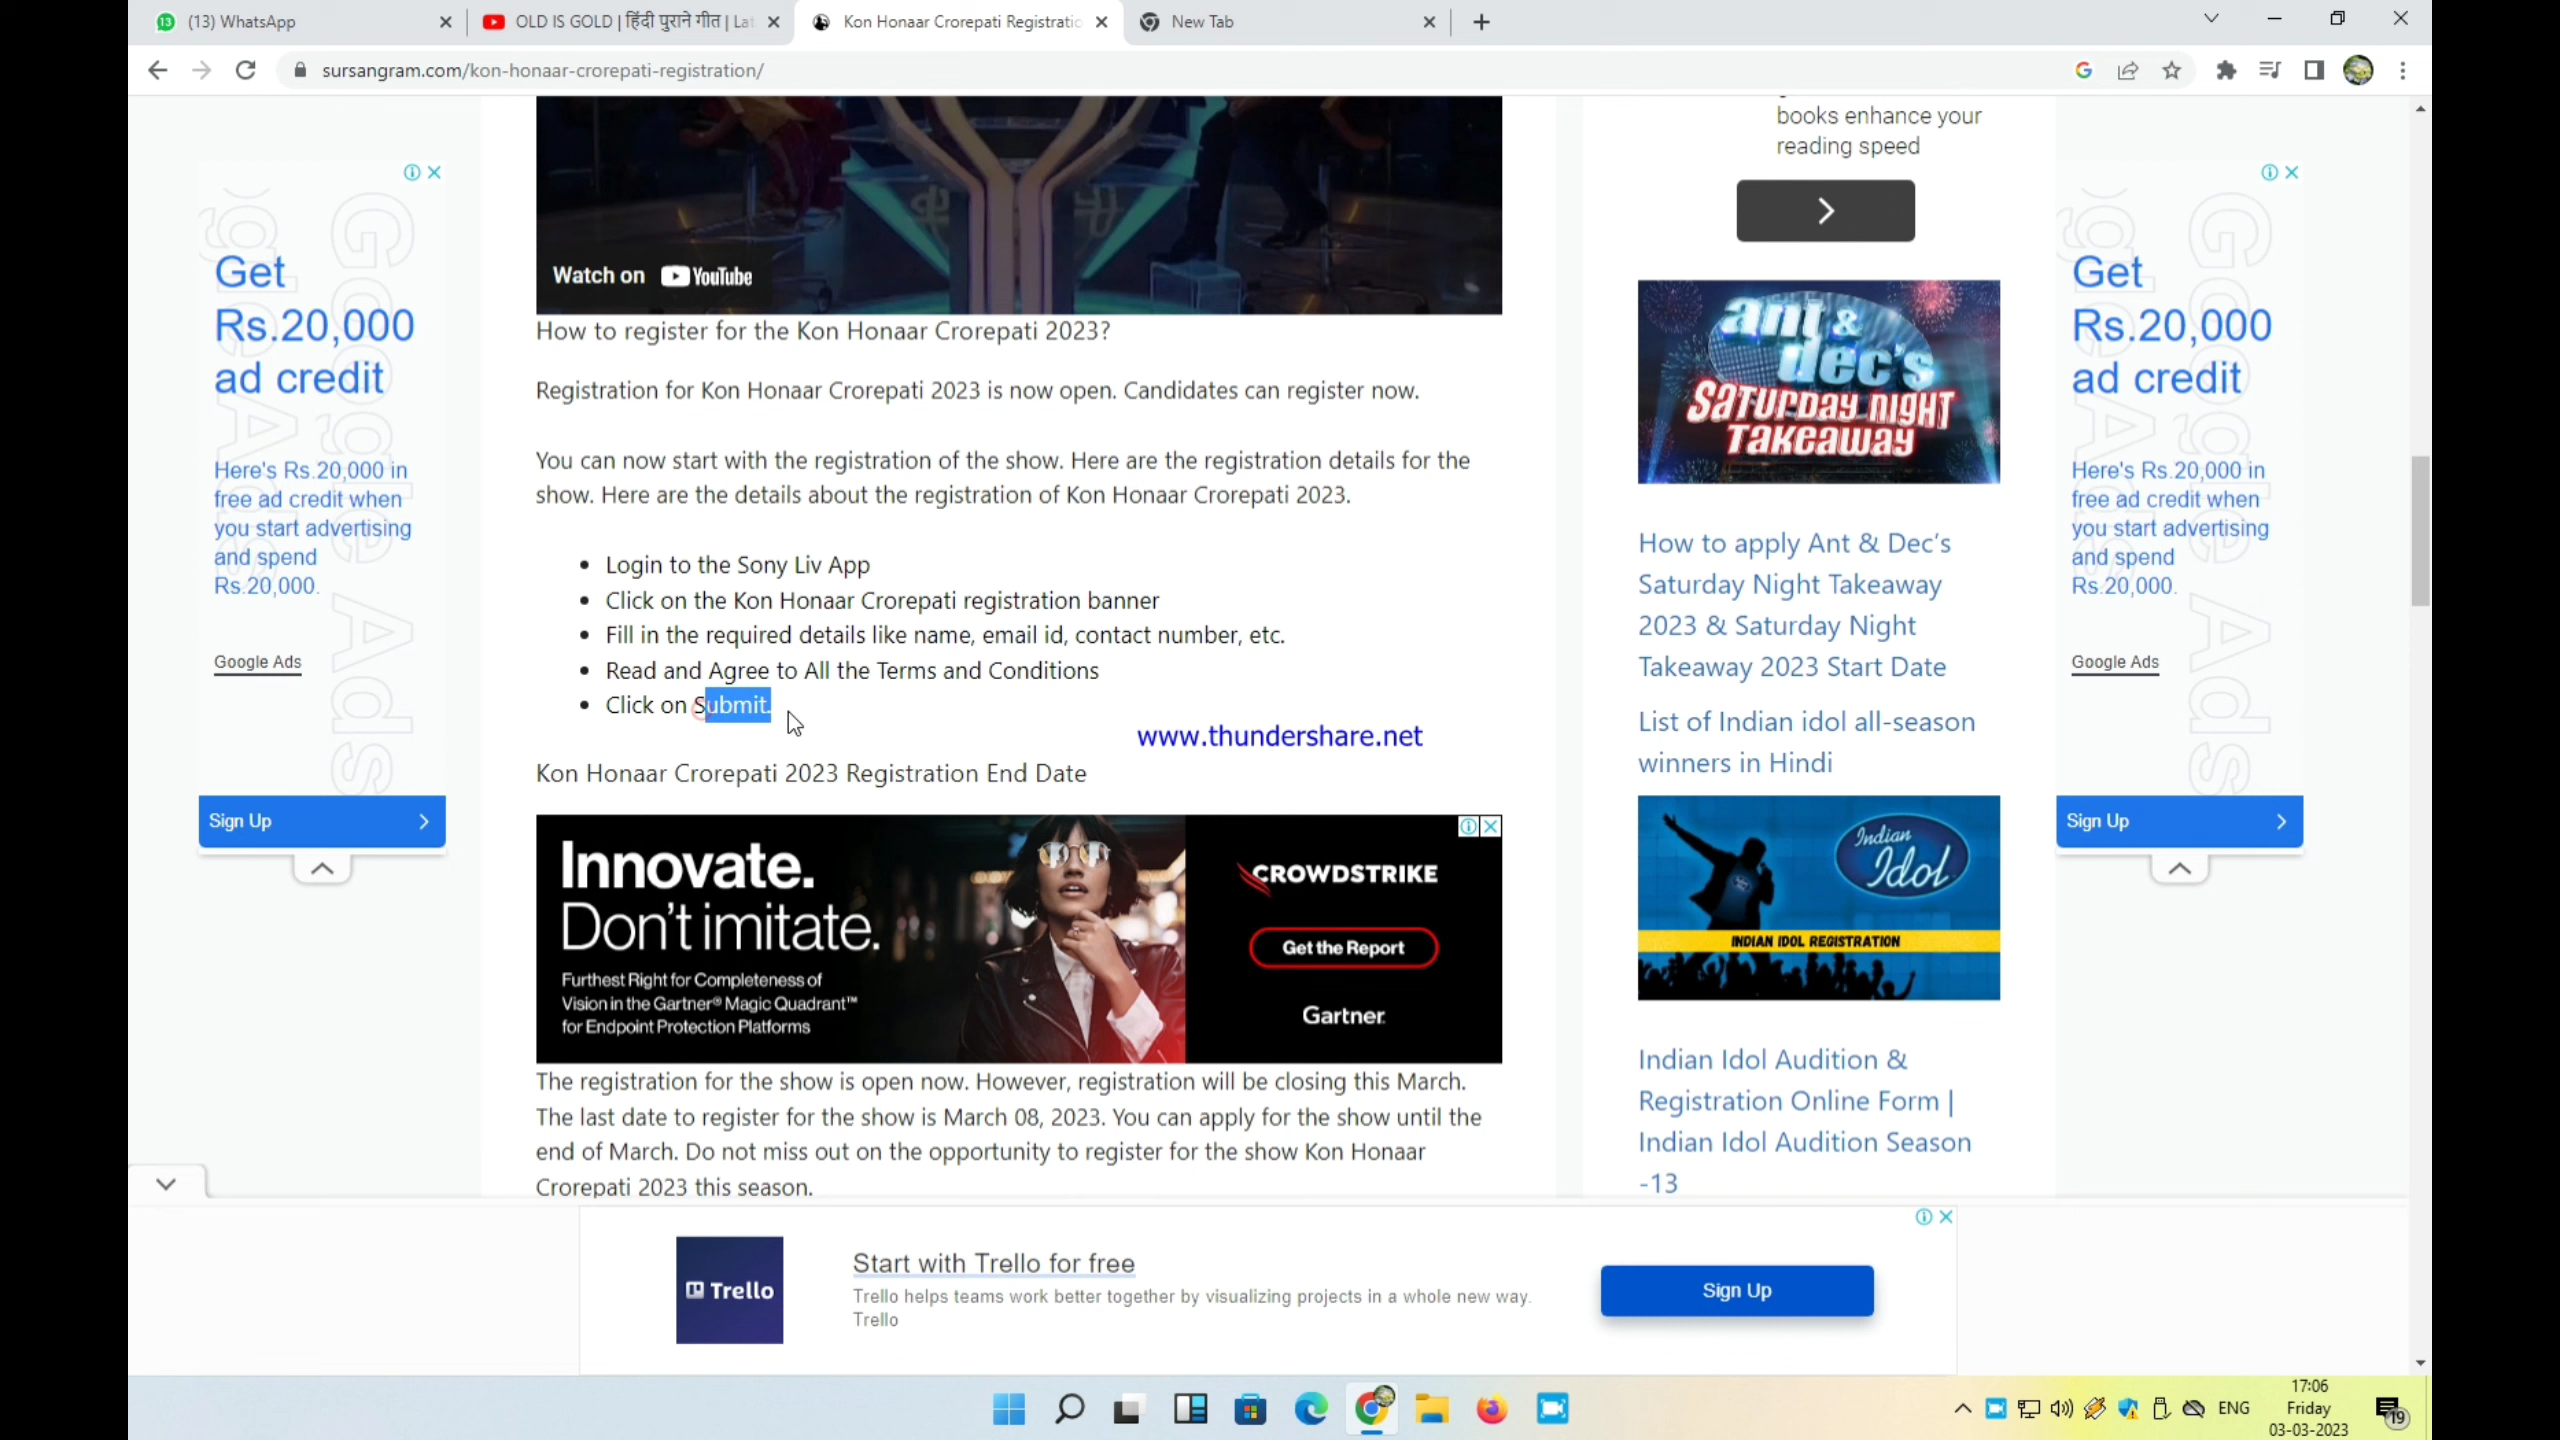 13
(13) WhatsApp
OLD IS GOLD | हिंदी पुराने गीत | Lat
Kon Honaar Crorepati Registratio
New Tab
sursangram.com/kon-honaar-crorepati-registration/
Get
Rs.20,000
ad credit
Here's Rs.20,000 in
free ad credit when
you start advertising
and spend
Rs.20,000.
Google Ads
Sign Up
Watch on YouTube
How to register for the Kon Honaar Crorepati 2023?
Registration for Kon Honaar Crorepati 2023 is now open. Candidates can register now.
You can now start with the registration of the show. Here are the registration details for the
show. Here are the details about the registration of Kon Honaar Crorepati 2023.
Login to the Sony Liv App
Click on the Kon Honaar Crorepati registration banner
Fill in the required details like name, email id, contact number, etc.
Read and Agree to All the Terms and Conditions
Click on Submit.
www.thundershare.net
Kon Honaar Crorepati 2023 Registration End Date
Innovate.
Don't imitate.
Furthest Right for Completeness of
Vision in the Gartner® Magic Quadrant™
for Endpoint Protection Platforms
CROWDSTRIKE
Get the Report
Gartner
The registration for the show is open now. However, registration will be closing this March.
The last date to register for the show is March 08, 2023. You can apply for the show until the
end of March. Do not miss out on the opportunity to register for the show Kon Honaar
Crorepati 2023 this season.
books enhance your
reading speed
ant &
dec's
SATURDAY NIGHT
TAKEAWAY
How to apply Ant & Dec's
Saturday Night Takeaway
2023 & Saturday Night
Takeaway 2023 Start Date
List of Indian idol all-season
winners in Hindi
Indian
Idol
INDIAN IDOL REGISTRATION
Indian Idol Audition &
Registration Online Form |
Indian Idol Audition Season
-13
Get
Rs.20,000
ad credit
Here's Rs.20,000 in
free ad credit when
you start advertising
and spend
Rs.20,000.
Google Ads
Sign Up
Trello
Start with Trello for free
Trello helps teams work better together by visualizing projects in a whole new way.
Trello
Sign Up
ENG
17:06
Friday
03-03-2023
19